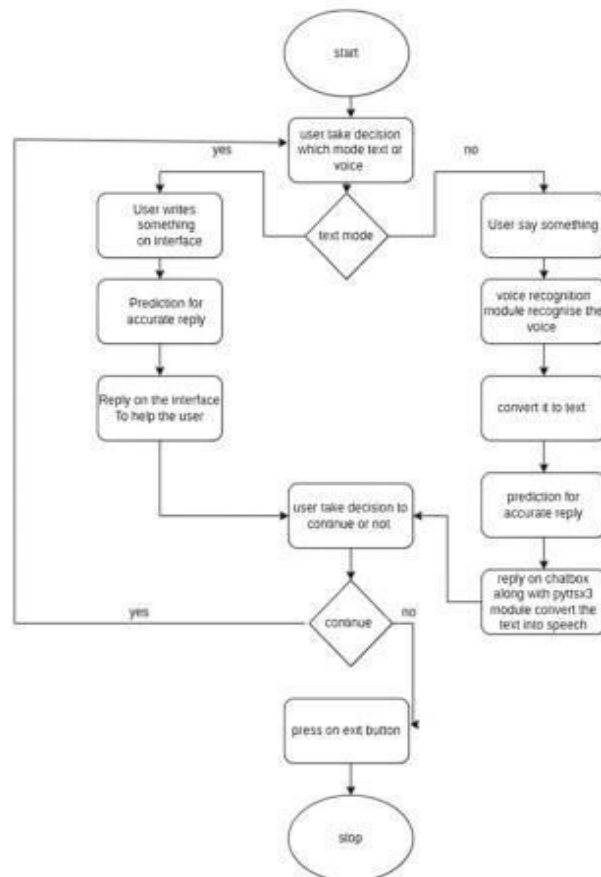 start
user take decision
which mode text or
voice
yes
no
text mode
User writes
something
on interface
User say something
Prediction for
accurate reply
voice recognition
module recognise the
voice
Reply on the interface
To help the user
convert it to text
user take decision to
continue or not
prediction for
accurate reply
reply on chatbox
along with pyttsx3
module convert the
text into speech
yes
continue
no
press on exit button
stop